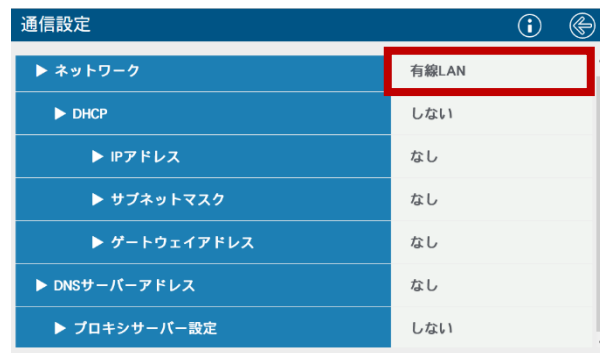 通信設定
▶ ネットワーク 有線LAN
▶ DHCP しない
▶ IPアドレス なし
▶ サブネットマスク なし
▶ ゲートウェイアドレス なし
▶ DNSサーバーアドレス なし
▶ プロキシサーバー設定 しない